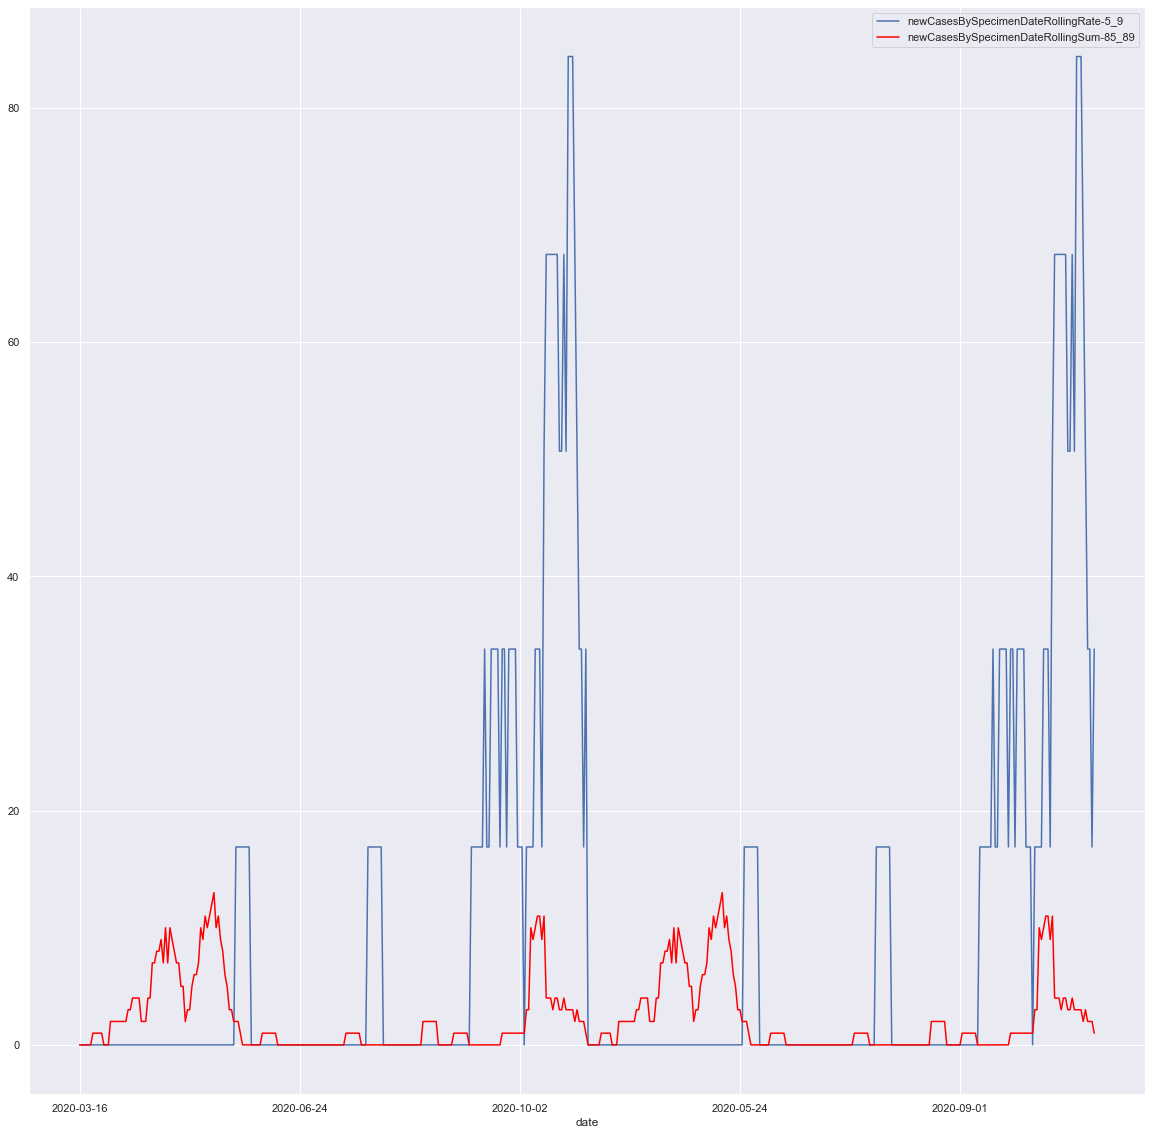 newCasesBySpecimenDateRollingRate-5_9
newCasesBySpecimenDateRollingSum-85_89
80
60
40
20
0
2020-03-16 2020-06-24 2020-10-02 2020-05-24 2020-09-01
date